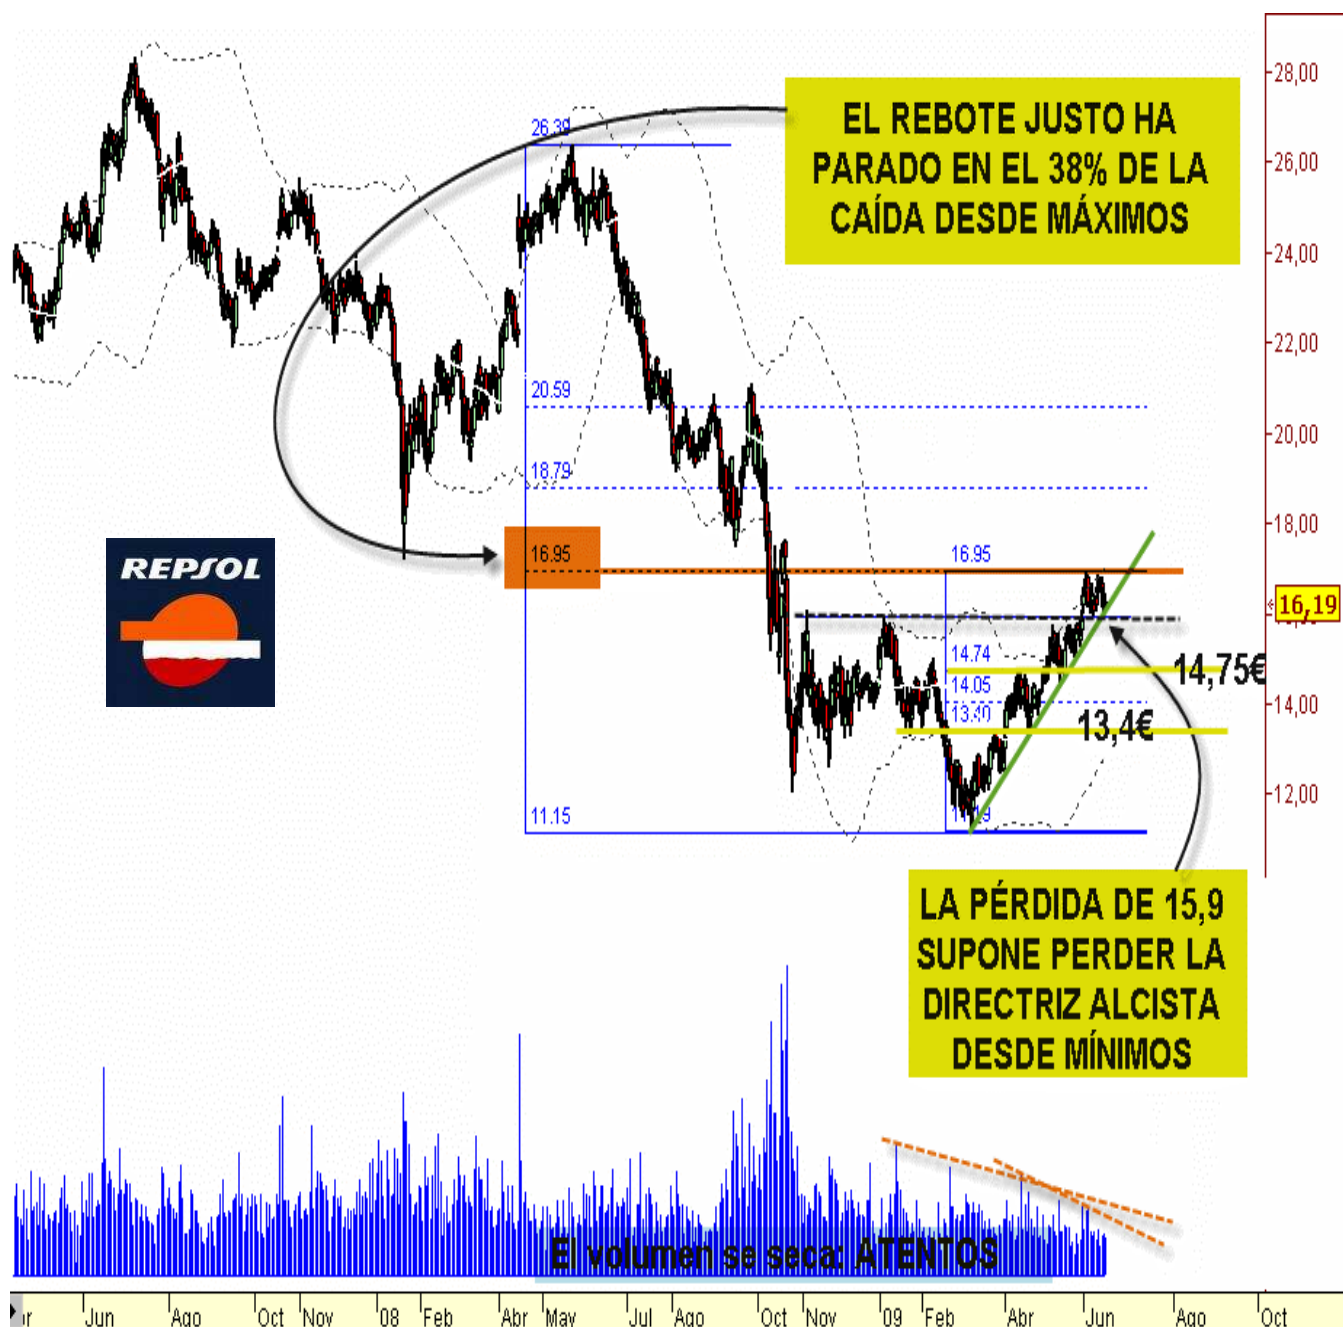 28,00
EL REBOTE JUSTO HA
PARADO EN EL 38% DE LA
CAÍDA DESDE MÁXIMOS
26.39
26,00
24,00
22,00
20.59
20,00
18.79
18,00
REPSOL
16.95
16.95
16,19
14.74
14,75€
14.05
14,00
13.40
13,4€
12,00
11.15
LA PÉRDIDA DE 15,9
SUPONE PERDER LA
DIRECTRIZ ALCISTA
DESDE MÍNIMOS
El volumen se seca: ATENTOS
Jun Ago Oct Nov 08 Feb Abr May Jul Ago Oct Nov 09 Feb Abr Jun Ago Oct